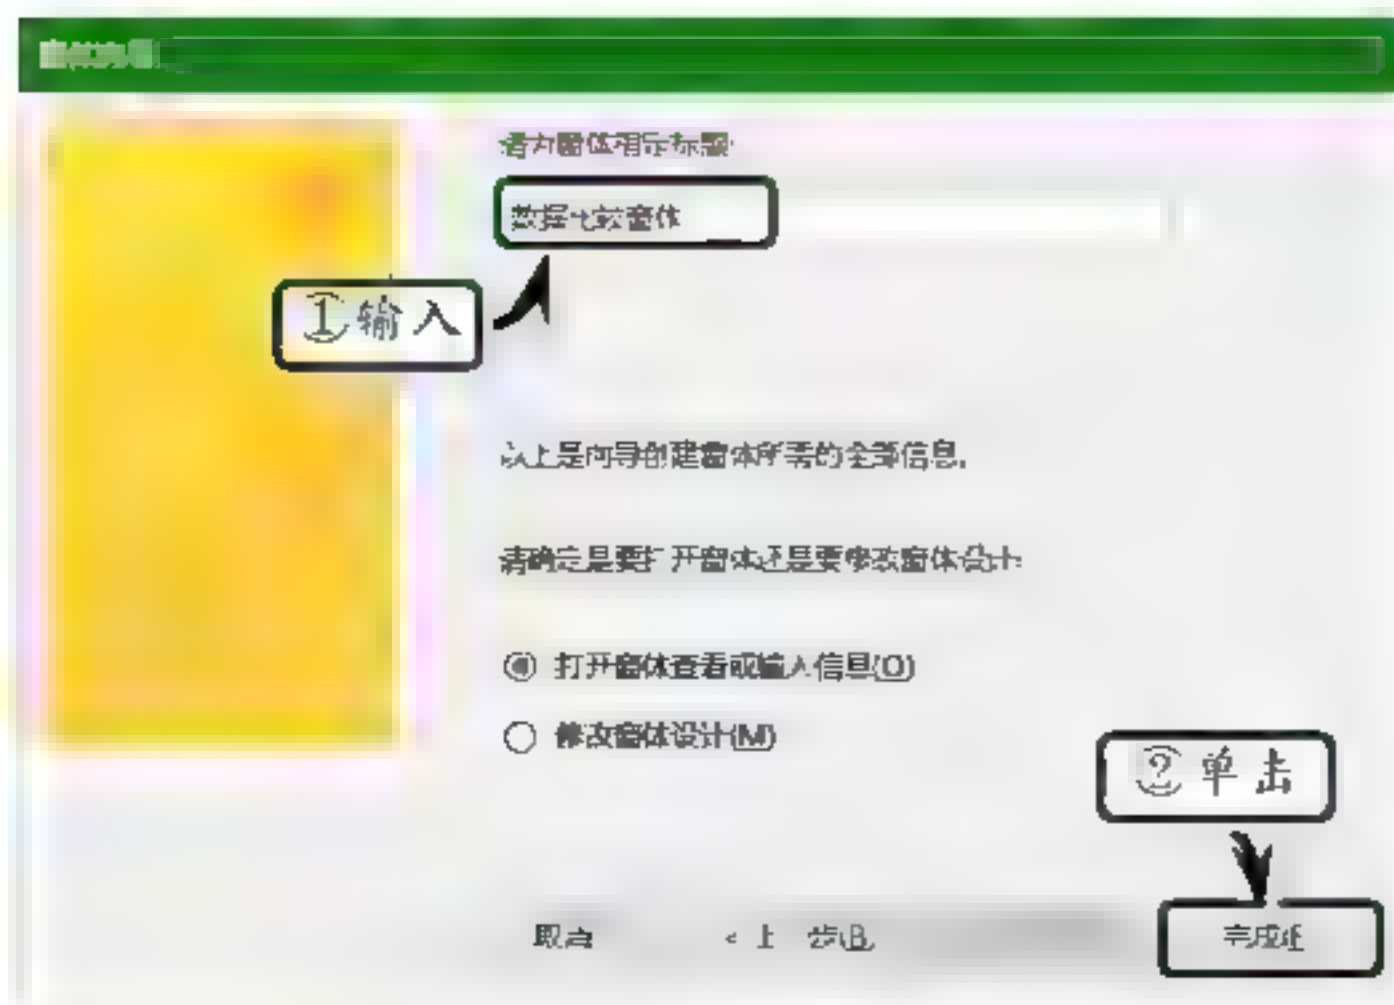 窗体向导
请为窗体指定标题:
数据比较窗体
①输入
以上是向导创建窗体所需的全部信息。
请确定是要打开窗体还是要修改窗体设计:
打开窗体查看或输入信息(O)
修改窗体设计(M)
②单击
取消 < 上一步(B) 完成(F)